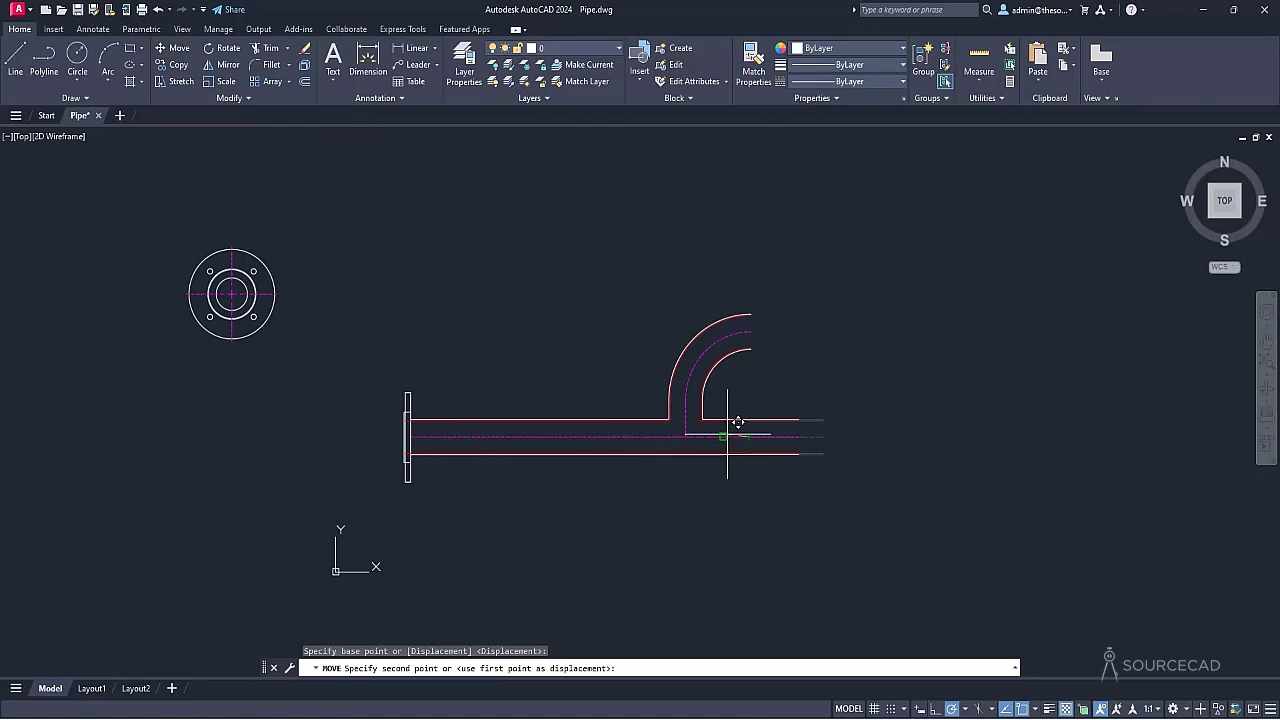 A Share Autodesk AutoCAD 2024 Pipe.dwg Type a keyword or phrase admin@theso...
Home Insert Annotate Parametric View Manage Output Add-ins Collaborate Express Tools Featured Apps
Line Polyline Circle Arc Move Rotate Trim Text Dimension Linear Layer Properties 0 Insert Create Match Properties ByLayer Group Measure Paste Base
Copy Mirror Fillet Leader Make Current Edit ByLayer
Stretch Scale Array Table Match Layer Edit Attributes ByLayer
Draw Modify Annotation Layers Block Properties Groups Utilities Clipboard View
Start Pipe*
[−][Top][2D Wireframe]
N
W TOP E
S
WCS
Y
X
Specify base point or [Displacement] <Displacement>:
MOVE Specify second point or <use first point as displacement>:
SOURCECAD
Model Layout1 Layout2
MODEL 1:1